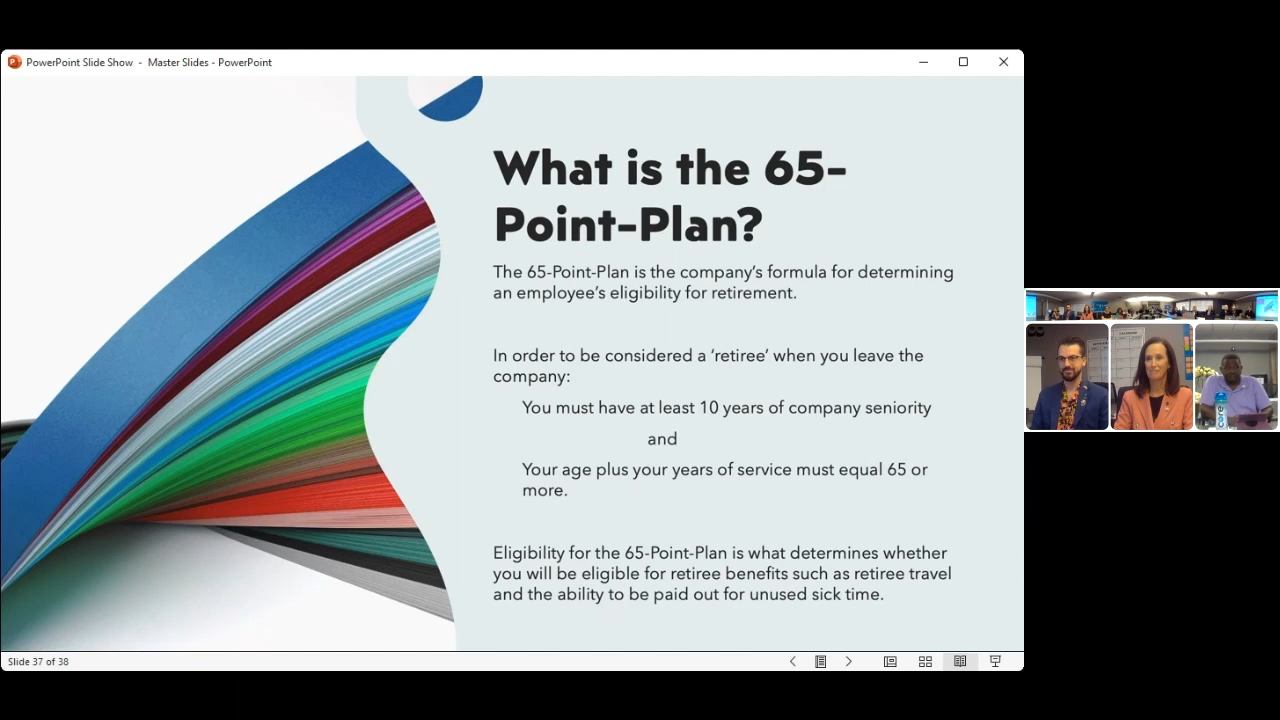 PowerPoint Slide Show - Master Slides - PowerPoint
What is the 65-
Point-Plan?
The 65-Point-Plan is the company's formula for determining
an employee's eligibility for retirement.
In order to be considered a 'retiree' when you leave the
company:
You must have at least 10 years of company seniority
and
Your age plus your years of service must equal 65 or
more.
Eligibility for the 65-Point-Plan is what determines whether
you will be eligible for retiree benefits such as retiree travel
and the ability to be paid out for unused sick time.
Slide 37 of 38
core